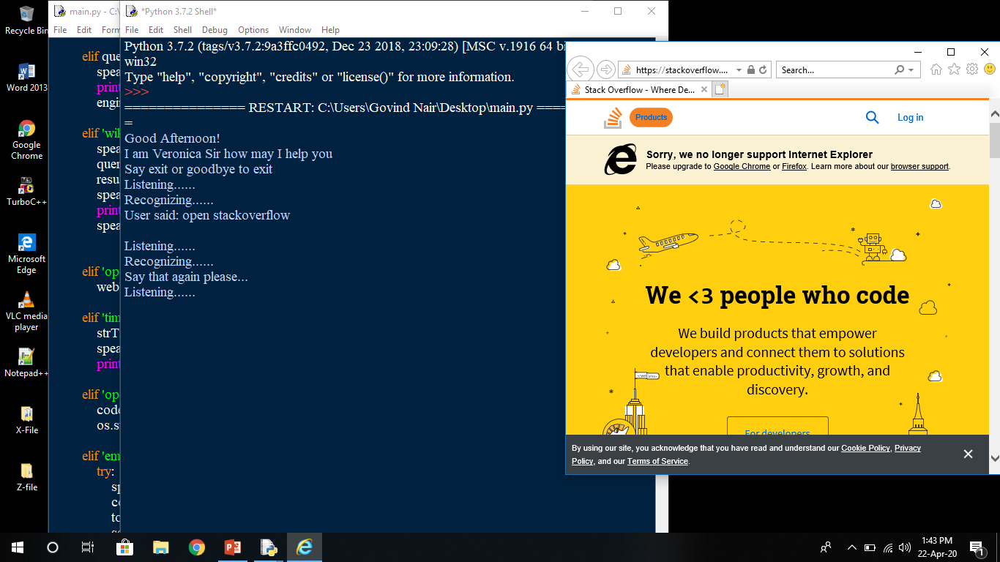 Recycle Bin
Word 2013
Google
Chrome
TurboC++
Microsoft
Edge
VLC media
player
Notepad++
X-File
Z-file
main.py - C:\
File Edit Form
elif que
spea
print
engin
elif 'wil
spea
quer
resu
spea
print
spea
elif 'op
web
elif 'tim
strT
spea
print
elif 'op
code
os.s
elif 'em
try:
sp
co
to
*Python 3.7.2 Shell*
File Edit Shell Debug Options Window Help
Python 3.7.2 (tags/v3.7.2:9a3ffc0492, Dec 23 2018, 23:09:28) [MSC v.1916 64 bi
win32
Type "help", "copyright", "credits" or "license()" for more information.
>>>
=============== RESTART: C:\Users\Govind Nair\Desktop\main.py ====
=
Good Afternoon!
I am Veronica Sir how may I help you
Say exit or goodbye to exit
Listening......
Recognizing......
User said: open stackoverflow
Listening......
Recognizing......
Say that again please...
Listening......
https://stackoverflow.... Search...
Stack Overflow - Where De...
Products Log in
Sorry, we no longer support Internet Explorer
Please upgrade to Google Chrome or Firefox. Learn more about our browser support.
We <3 people who code
We build products that empower
developers and connect them to solutions
that enable productivity, growth, and
discovery.
For developers
By using our site, you acknowledge that you have read and understand our Cookie Policy, Privacy
Policy, and our Terms of Service.
1:43 PM
22-Apr-20
1